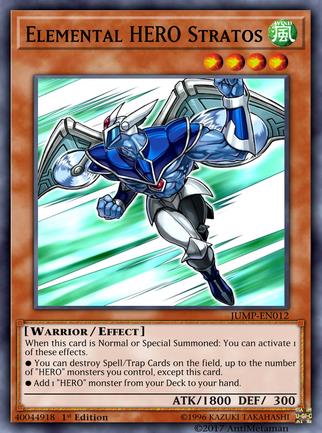 Elemental HERO Stratos
WIND
風
JUMP-EN012
[Warrior / Effect]
When this card is Normal or Special Summoned: You can activate 1
of these effects.
● You can destroy Spell/Trap Cards on the field, up to the number
of "HERO" monsters you control, except this card.
● Add 1 "HERO" monster from your Deck to your hand.
ATK/1800 DEF/ 300
40044918 1st Edition ©1996 KAZUKI TAKAHASHI
©2017 AntiMetaman